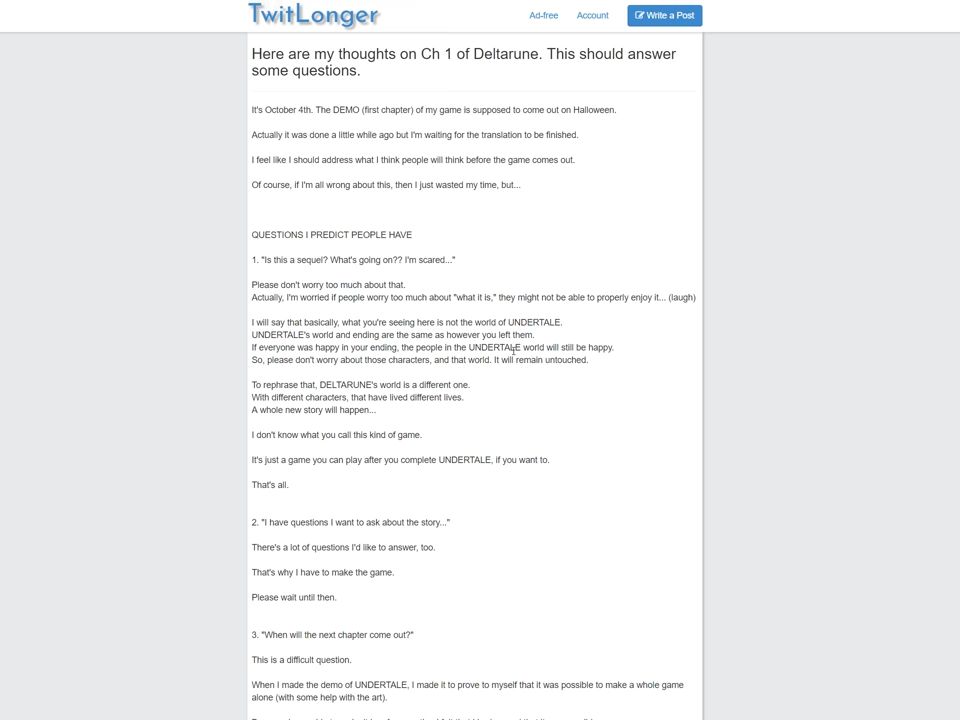 TwitLonger
Ad-free
Account
Write a Post
Here are my thoughts on Ch 1 of Deltarune. This should answer
some questions.
It's October 4th. The DEMO (first chapter) of my game is supposed to come out on Halloween.
Actually it was done a little while ago but I'm waiting for the translation to be finished.
I feel like I should address what I think people will think before the game comes out.
Of course, if I'm all wrong about this, then I just wasted my time, but...
QUESTIONS I PREDICT PEOPLE HAVE
1. "Is this a sequel? What's going on?? I'm scared..."
Please don't worry too much about that.
Actually, I'm worried if people worry too much about "what it is," they might not be able to properly enjoy it... (laugh)
I will say that basically, what you're seeing here is not the world of UNDERTALE.
UNDERTALE's world and ending are the same as however you left them.
If everyone was happy in your ending, the people in the UNDERTALE world will still be happy.
So, please don't worry about those characters, and that world. It will remain untouched.
To rephrase that, DELTARUNE's world is a different one.
With different characters, that have lived different lives.
A whole new story will happen...
I don't know what you call this kind of game.
It's just a game you can play after you complete UNDERTALE, if you want to.
That's all.
2. "I have questions I want to ask about the story..."
There's a lot of questions I'd like to answer, too.
That's why I have to make the game.
Please wait until then.
3. "When will the next chapter come out?"
This is a difficult question.
When I made the demo of UNDERTALE, I made it to prove to myself that it was possible to make a whole game
alone (with some help with the art).